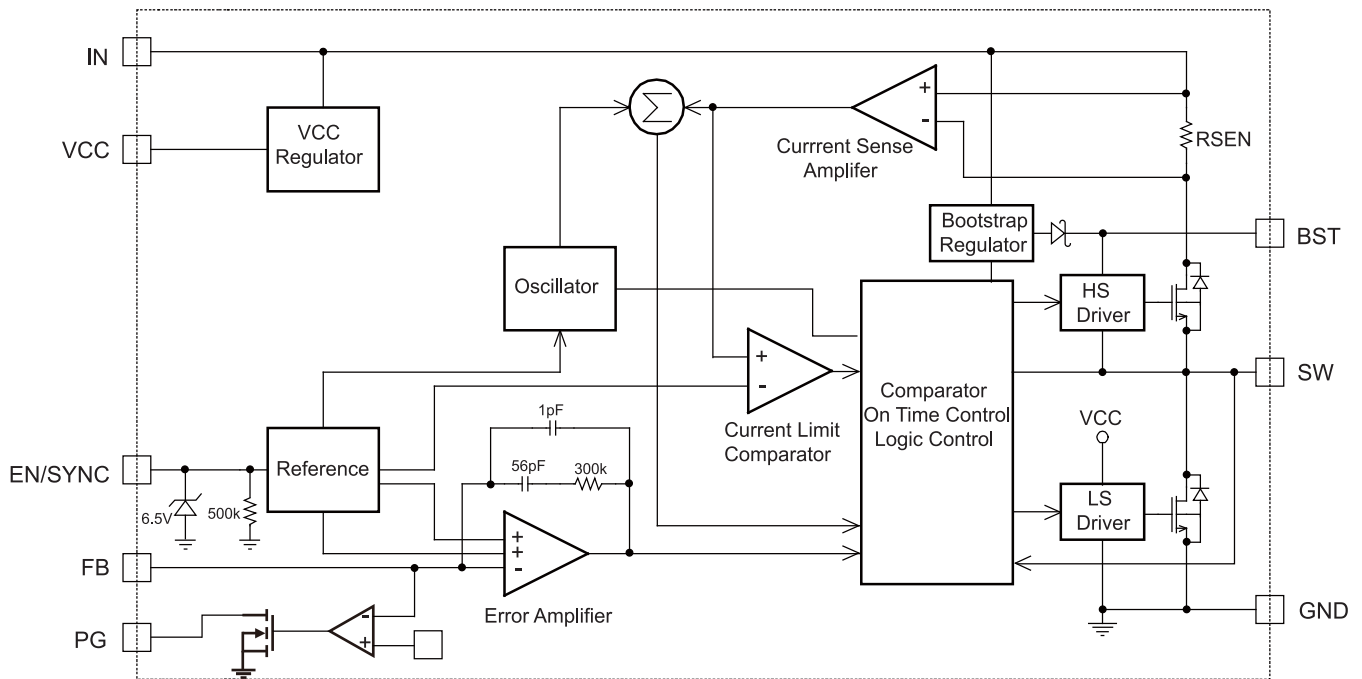 IN
VCC
Regulator
VCC
Σ
+
-
Currrent Sense
Amplifer
RSEN
Bootstrap
Regulator
BST
Oscillator
HS
Driver
+
-
Current Limit
Comparator
Comparator
On Time Control
Logic Control
SW
VCC
1pF
EN/SYNC
Reference
56pF
300k
6.5V
500k
LS
Driver
+
+
-
FB
Error Amplifier
PG
-
+
GND